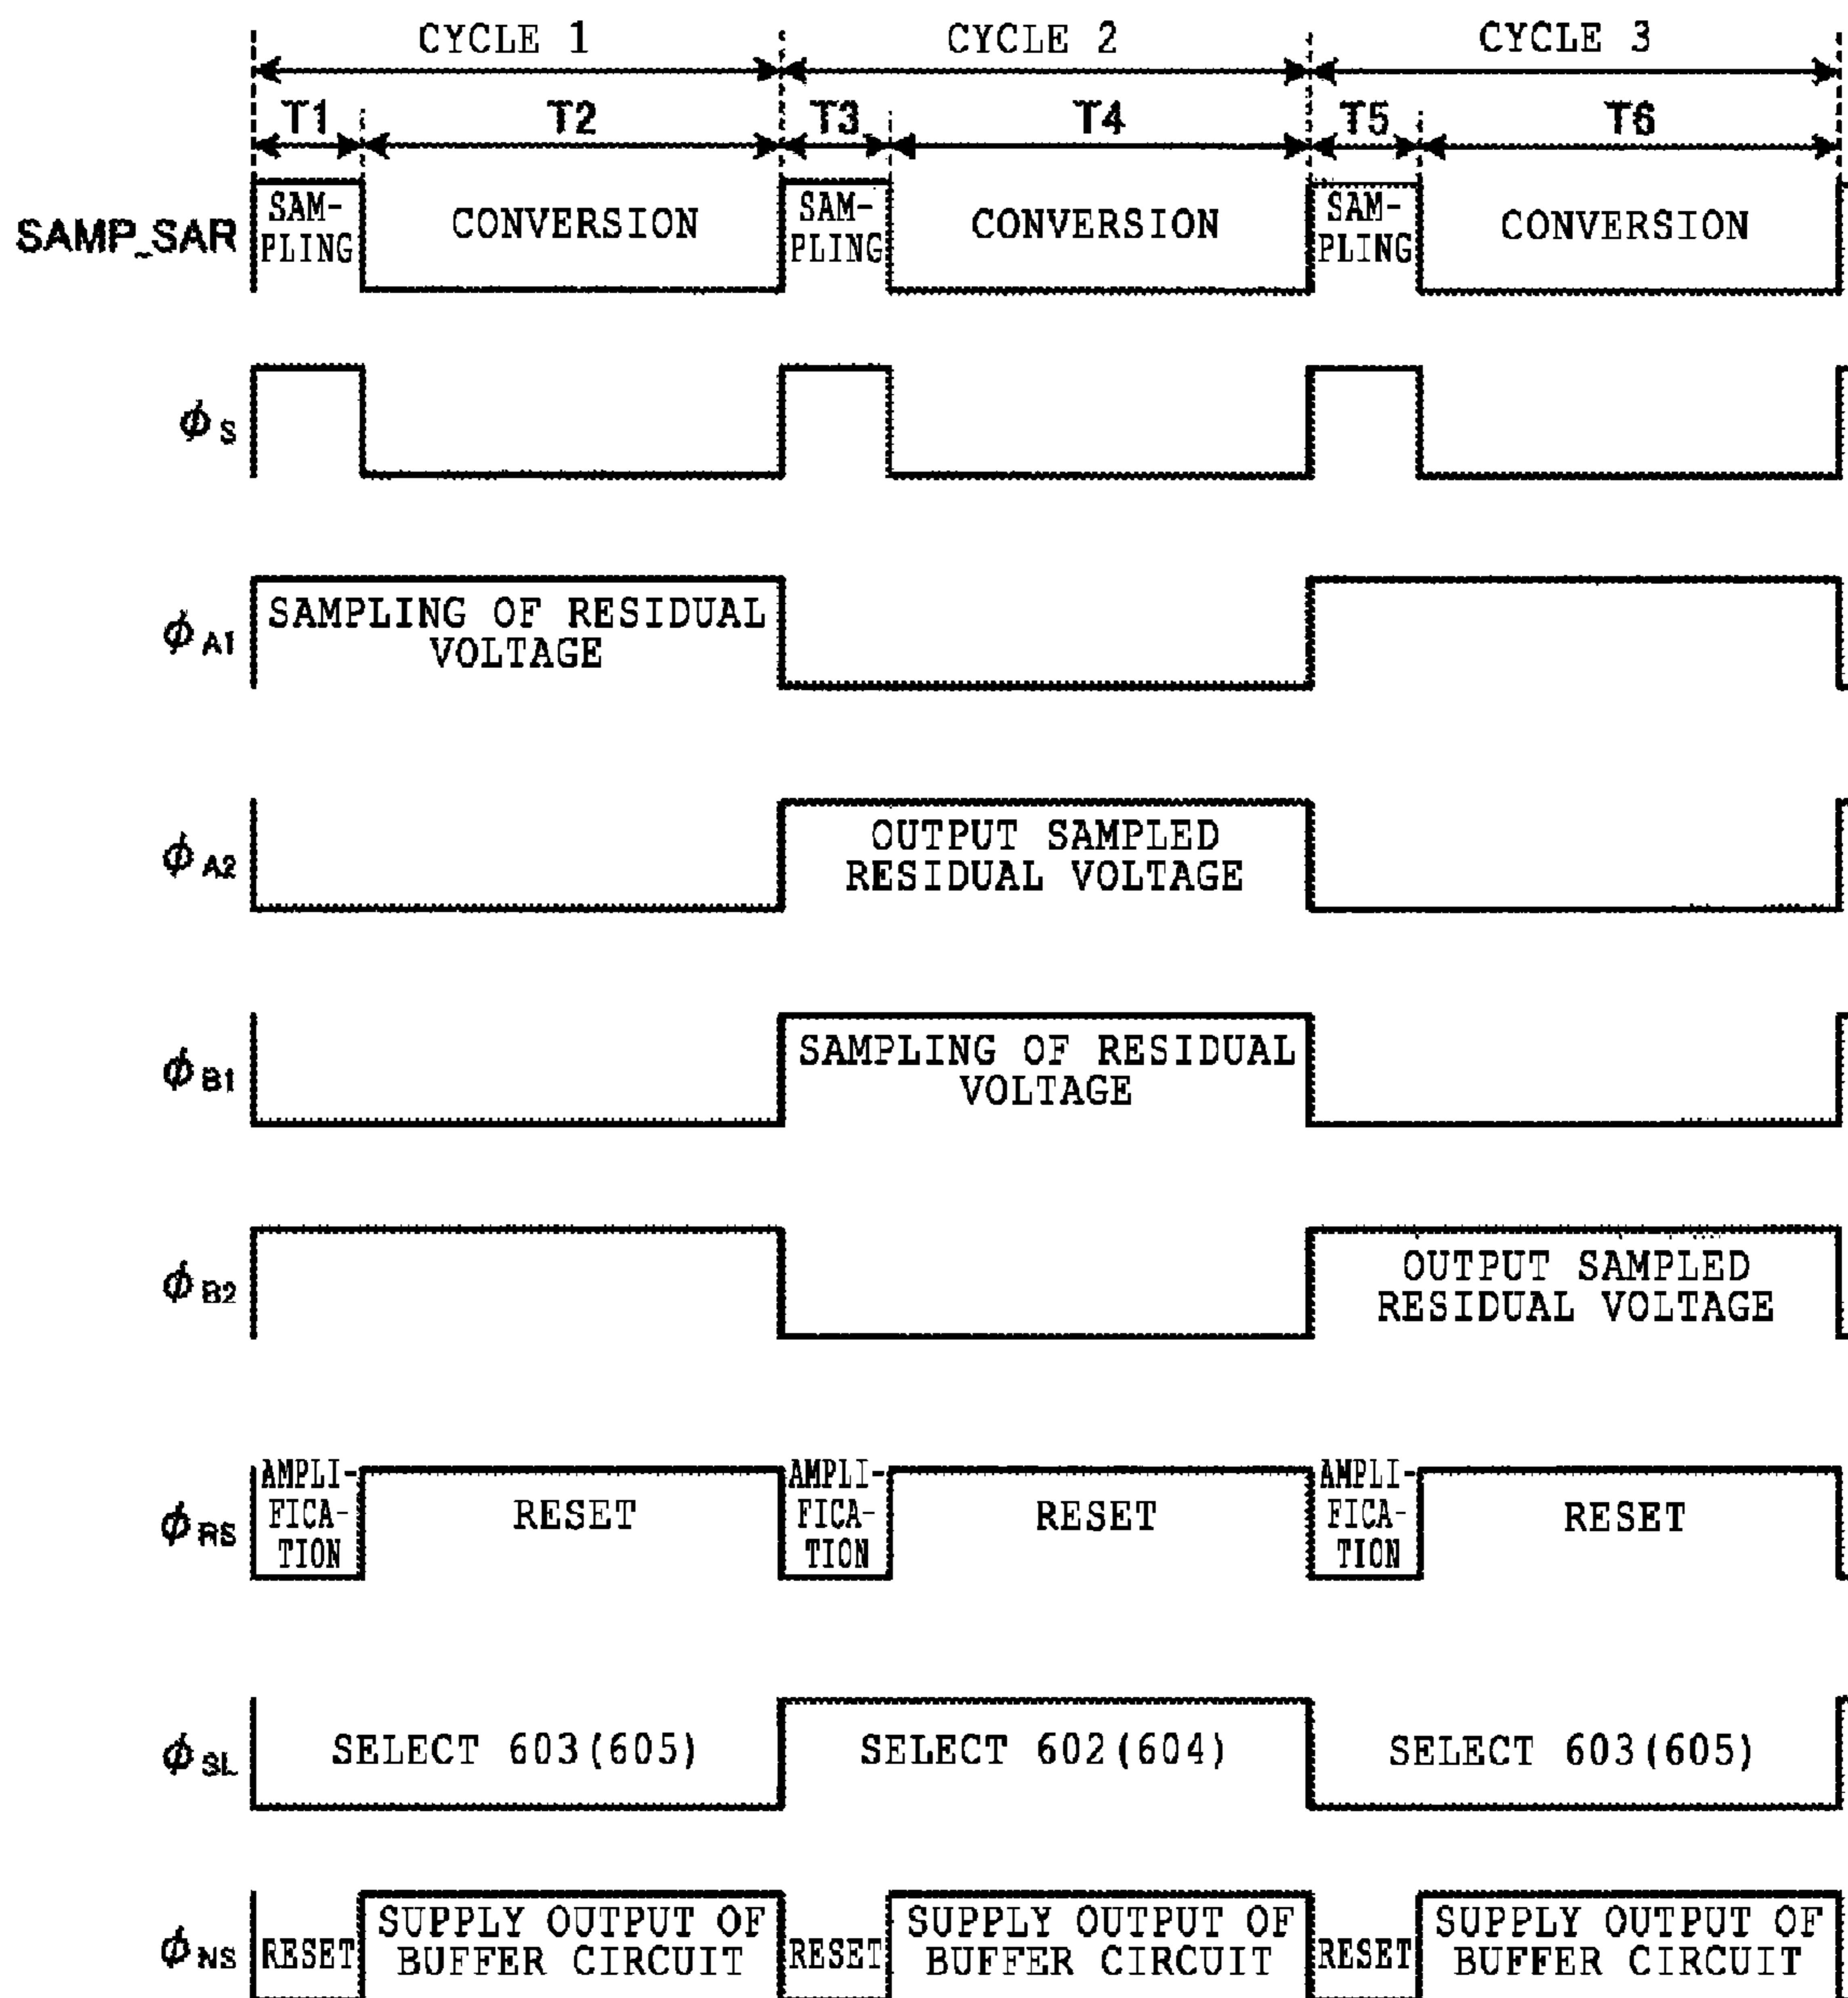 CYCLE 1 CYCLE 2 CYCLE 3
T1 T2 T3 T4 T5 T6
SAMP_SAR
SAM-
PLING
CONVERSION
SAM-
PLING
CONVERSION
SAM-
PLING
CONVERSION
ϕS
ϕA1
SAMPLING OF RESIDUAL
VOLTAGE
ϕA2
OUTPUT SAMPLED
RESIDUAL VOLTAGE
ϕB1
SAMPLING OF RESIDUAL
VOLTAGE
ϕB2
OUTPUT SAMPLED
RESIDUAL VOLTAGE
ϕRS
AMPLI-
FICA-
TION
RESET
AMPLI-
FICA-
TION
RESET
AMPLI-
FICA-
TION
RESET
ϕSL
SELECT 603(605)
SELECT 602(604)
SELECT 603(605)
ϕNS
RESET
SUPPLY OUTPUT OF
BUFFER CIRCUIT
RESET
SUPPLY OUTPUT OF
BUFFER CIRCUIT
RESET
SUPPLY OUTPUT OF
BUFFER CIRCUIT